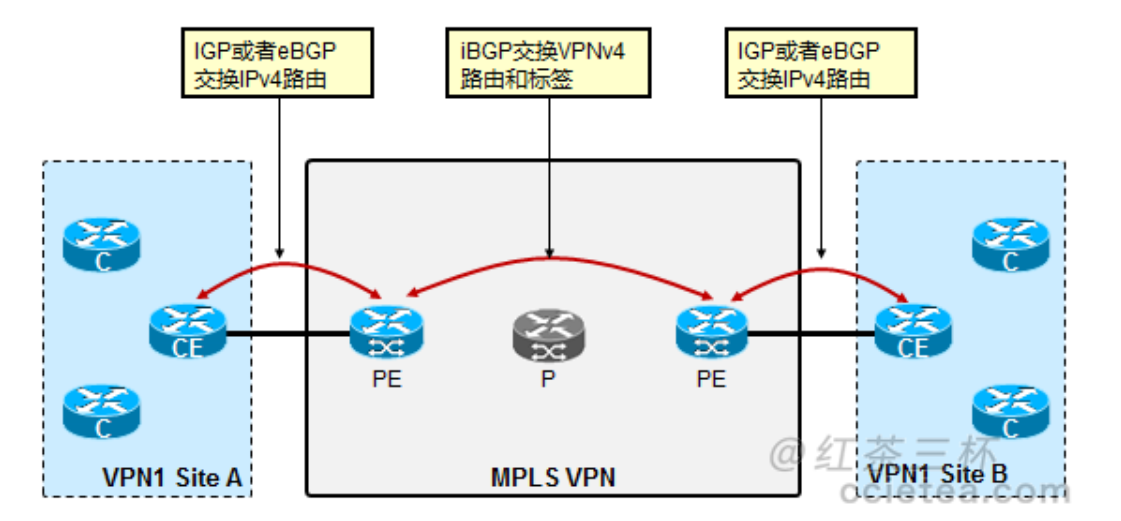 IGP或者eBGP
交换IPv4路由
iBGP交换VPNv4
路由和标签
IGP或者eBGP
交换IPv4路由
C
CE
C
VPN1 Site A
PE
P
PE
MPLS VPN
C
CE
C
VPN1 Site B
@红茶三杯
ccietea.com